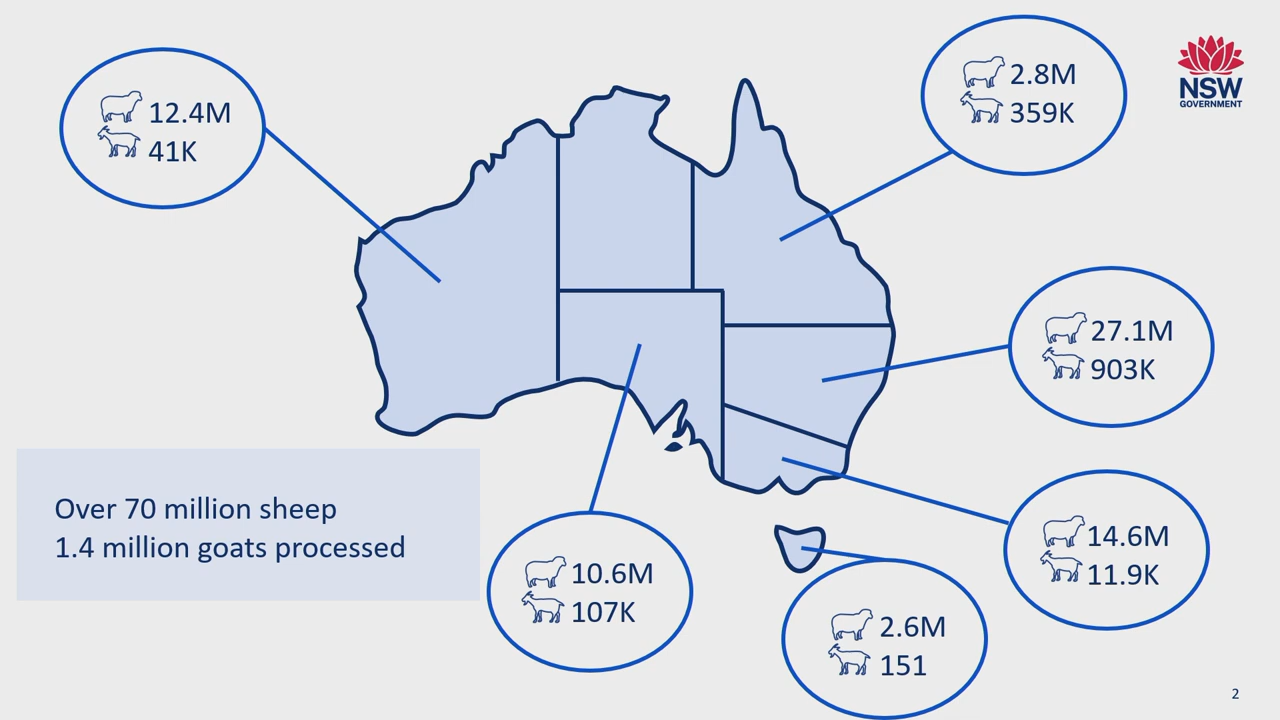 12.4M
41K
2.8M
359K
NSW
GOVERNMENT
27.1M
903K
Over 70 million sheep
1.4 million goats processed
10.6M
107K
14.6M
11.9K
2.6M
151
2